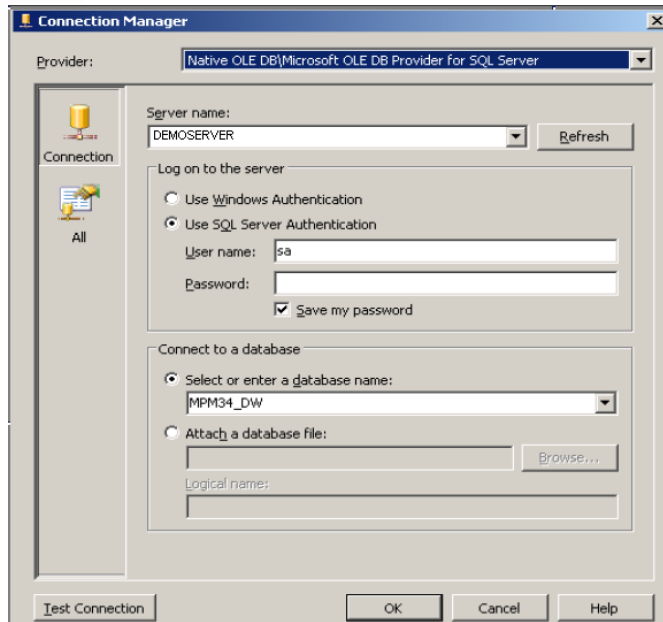 Connection Manager
Provider: Native OLE DB\Microsoft OLE DB Provider for SQL Server
Connection
All
Server name:
DEMOSERVER Refresh
Log on to the server
Use Windows Authentication
Use SQL Server Authentication
User name: sa
Password:
Save my password
Connect to a database
Select or enter a database name:
MPM34_DW
Attach a database file:
Browse...
Logical name:
Test Connection OK Cancel Help